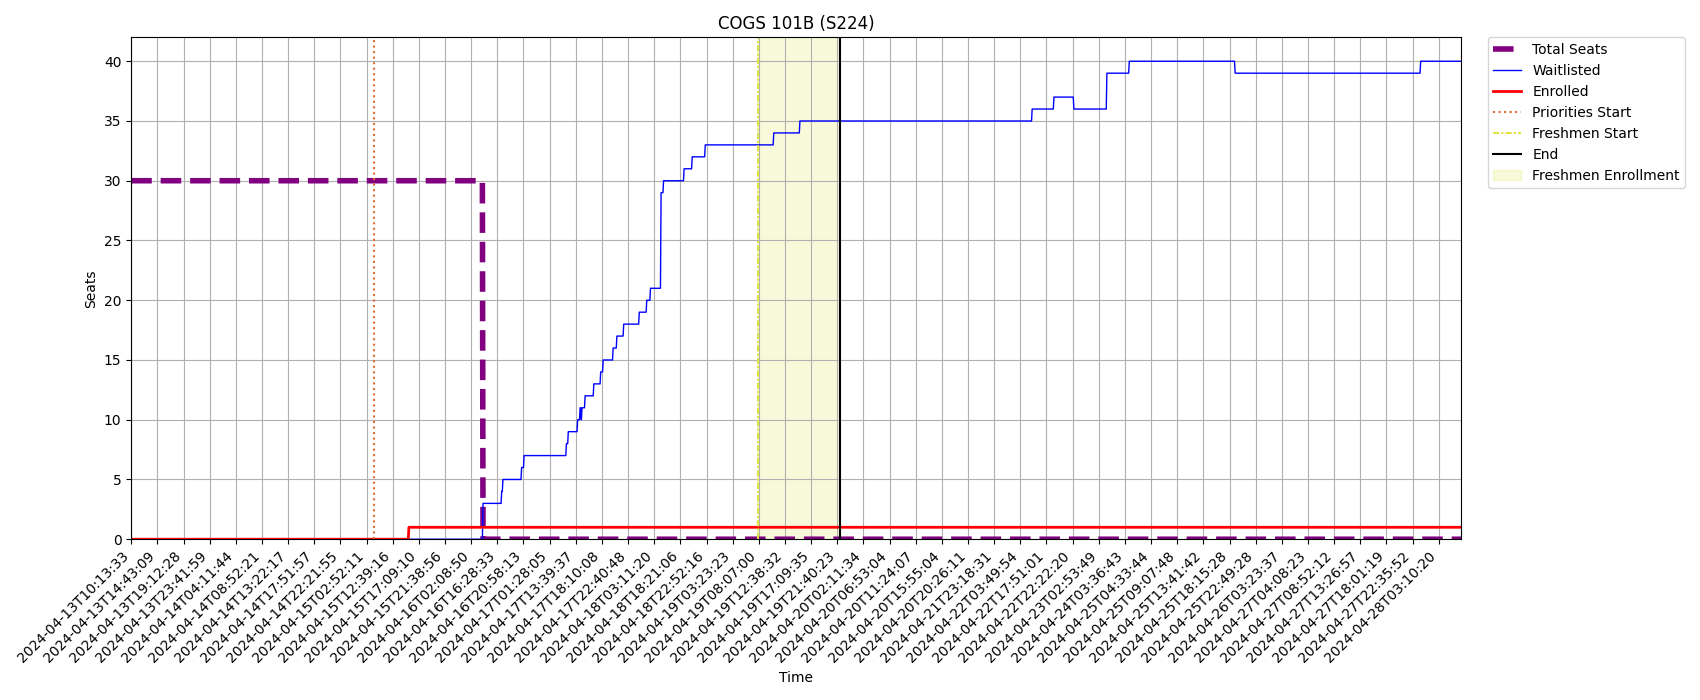 COGS 101B (S224)
Total Seats
Waitlisted
Enrolled
Priorities Start
Freshmen Start
End
Freshmen Enrollment
Seats
40
35
30
25
20
15
10
5
0
2024-04-13T10:13:33
2024-04-13T14:43:09
2024-04-13T19:12:28
2024-04-13T23:41:59
2024-04-14T04:11:44
2024-04-14T08:52:21
2024-04-14T13:22:17
2024-04-14T17:51:57
2024-04-14T22:21:55
2024-04-15T02:52:11
2024-04-15T12:39:16
2024-04-15T17:09:10
2024-04-15T21:38:56
2024-04-16T02:08:50
2024-04-16T16:28:33
2024-04-16T20:58:13
2024-04-17T01:28:05
2024-04-17T13:39:37
2024-04-17T18:10:08
2024-04-17T22:40:48
2024-04-18T03:11:20
2024-04-18T18:21:06
2024-04-18T22:52:16
2024-04-19T03:23:23
2024-04-19T08:07:00
2024-04-19T12:38:32
2024-04-19T17:09:35
2024-04-19T21:40:23
2024-04-20T02:11:34
2024-04-20T06:53:04
2024-04-20T11:24:07
2024-04-20T15:55:04
2024-04-20T20:26:11
2024-04-21T23:18:31
2024-04-22T03:49:54
2024-04-22T17:51:01
2024-04-22T22:22:20
2024-04-23T02:53:49
2024-04-24T03:36:43
2024-04-25T04:33:44
2024-04-25T09:07:48
2024-04-25T13:41:42
2024-04-25T18:15:28
2024-04-25T22:49:28
2024-04-26T03:23:37
2024-04-27T04:08:23
2024-04-27T08:52:12
2024-04-27T13:26:57
2024-04-27T18:01:19
2024-04-27T22:35:52
2024-04-28T03:10:20
Time